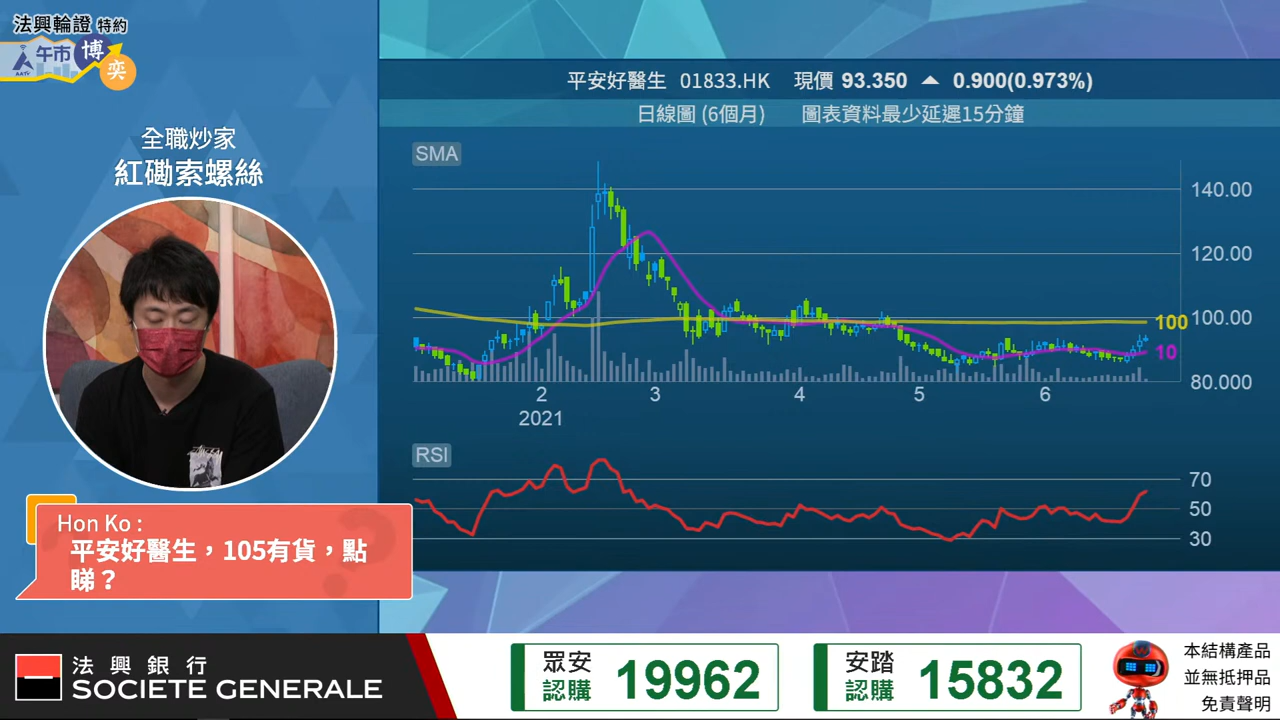 法興輪證 特約
午市
博
奕
AATV
全職炒家
紅磡索螺絲
平安好醫生 01833.HK 現價 93.350 ▲ 0.900(0.973%)
日線圖 (6個月) 圖表資料最少延遲15分鐘
SMA
140.00
120.00
100.00
100
10
80.000
2 3 4 5 6
2021
RSI
70
50
30
Hon Ko :
平安好醫生，105有貨，點
睇？
法興銀行
SOCIETE GENERALE
眾安
認購
19962
安踏
認購
15832
本結構產品
並無抵押品
免責聲明